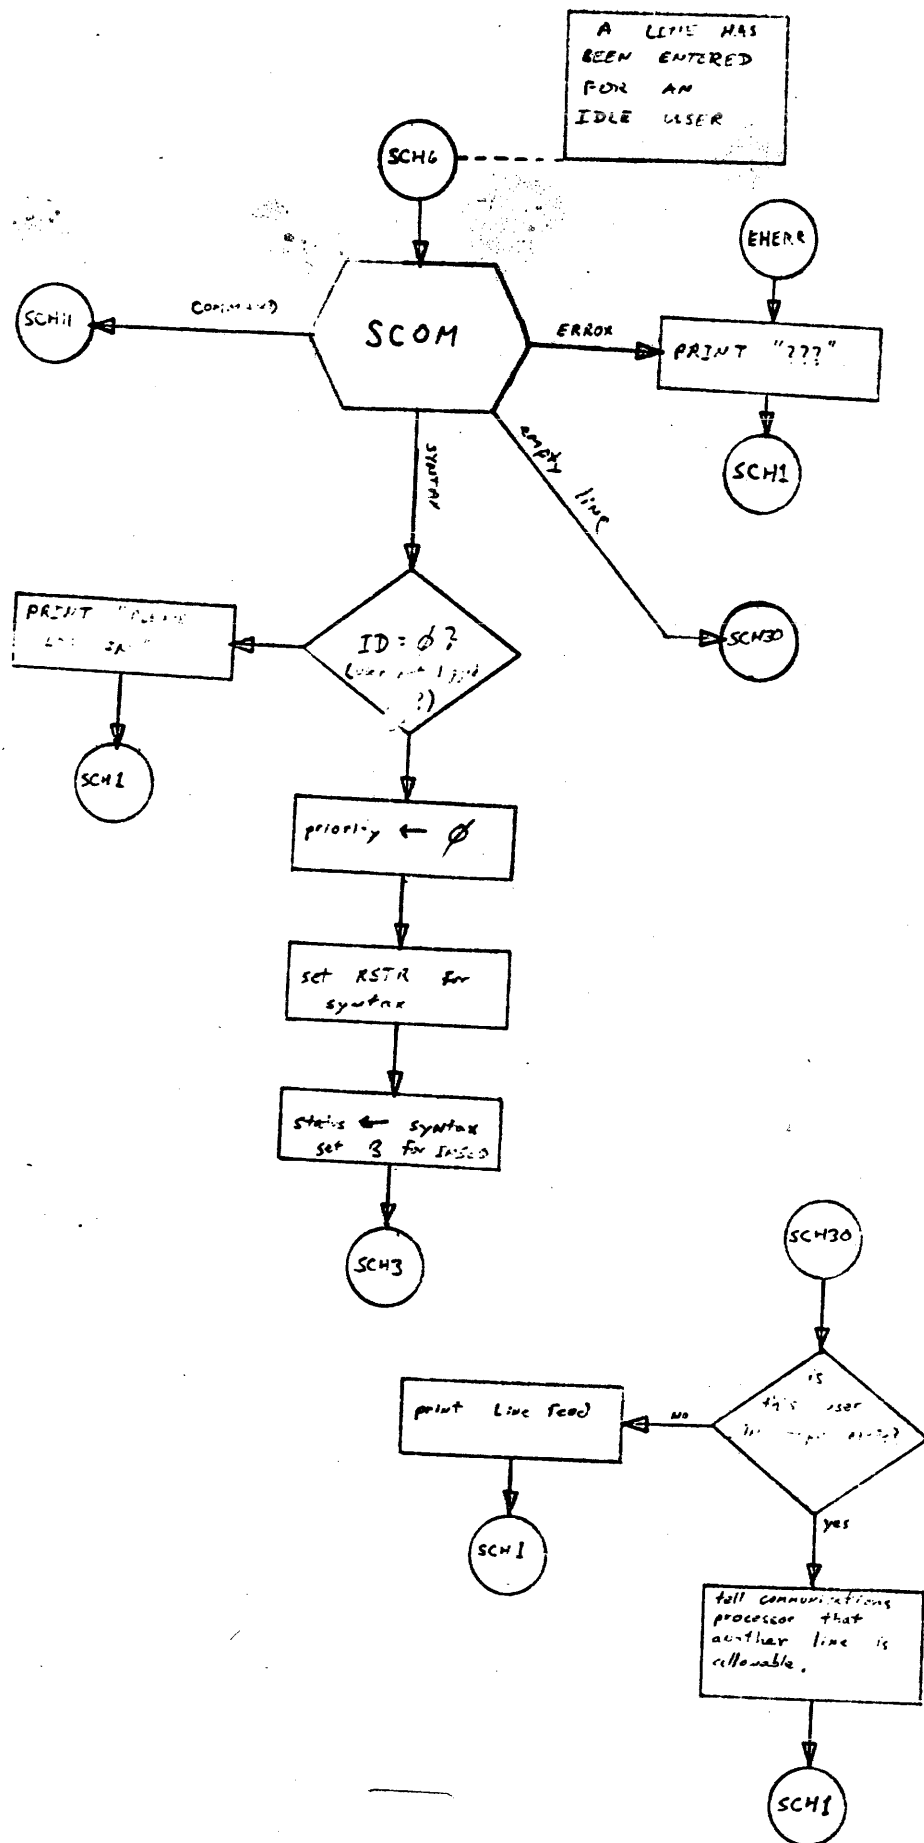 A LINE HAS
BEEN ENTERED
FOR AN
IDLE USER
SCH6
EHERR
SCH11
COMMAND
SCOM
ERROR
PRINT "???"
SYNTAX
empty line
SCH1
PRINT "PLEASE
ID = ∅ ?
?)
SCH30
SCH1
priority ← ∅
set RSTR for
syntax
status ← syntax
set B for
SCH3
SCH30
is
this user
print Line Feed
NO
SCH1
yes
tell communications
processor that
another line is
allowable.
SCH1